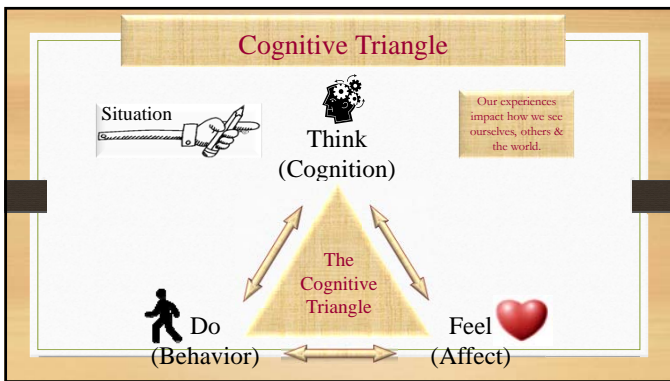 Cognitive Triangle
Situation
Think
(Cognition)
Our experiences
impact how we see
ourselves, others &
the world.
The
Cognitive
Triangle
Do
(Behavior)
Feel
(Affect)